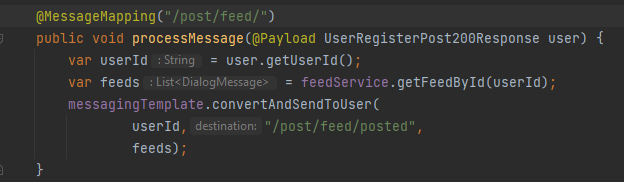 @MessageMapping("/post/feed/")
public void processMessage(@Payload UserRegisterPost200Response user) {
var userId : String = user.getUserId();
var feeds : List<DialogMessage> = feedService.getFeedById(userId);
messagingTemplate.convertAndSendToUser(
userId, destination: "/post/feed/posted",
feeds);
}